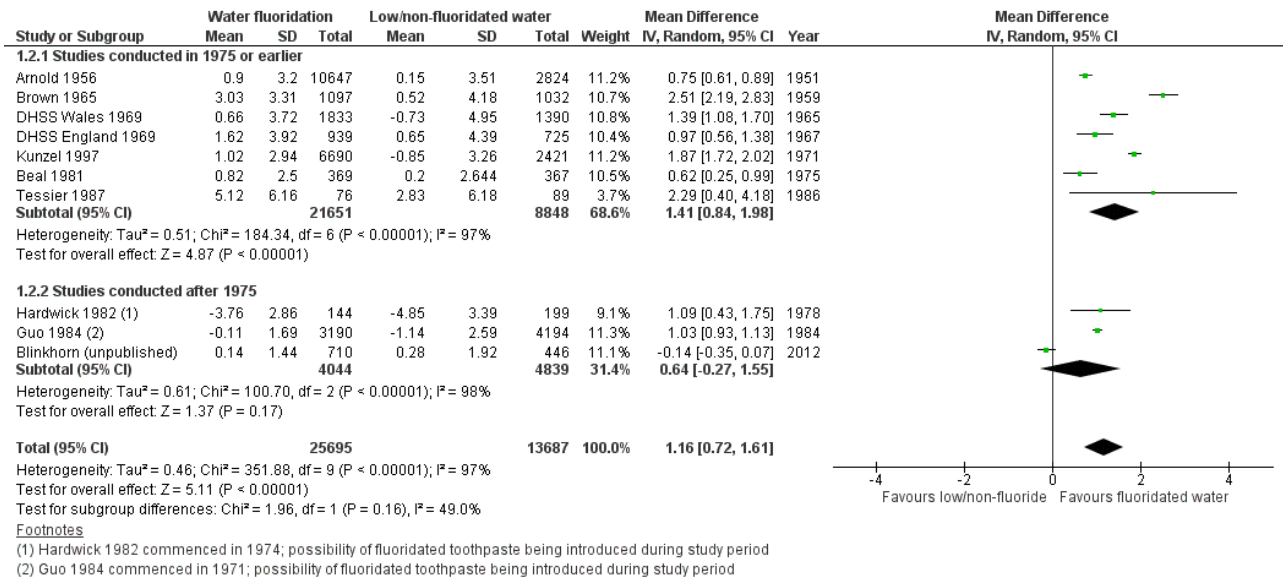 Water fluoridation Low/non-fluoridated water Mean Difference Mean Difference
Study or Subgroup Mean SD Total Mean SD Total Weight IV, Random, 95% CI Year IV, Random, 95% CI
1.2.1 Studies conducted in 1975 or earlier
Arnold 1956 0.9 3.2 10647 0.15 3.51 2824 11.2% 0.75 [0.61, 0.89] 1951
Brown 1965 3.03 3.31 1097 0.52 4.18 1032 10.7% 2.51 [2.19, 2.83] 1959
DHSS Wales 1969 0.66 3.72 1833 -0.73 4.95 1390 10.8% 1.39 [1.08, 1.70] 1965
DHSS England 1969 1.62 3.92 939 0.65 4.39 725 10.4% 0.97 [0.56, 1.38] 1967
Kunzel 1997 1.02 2.94 6690 -0.85 3.26 2421 11.2% 1.87 [1.72, 2.02] 1971
Beal 1981 0.82 2.5 369 0.2 2.644 367 10.5% 0.62 [0.25, 0.99] 1975
Tessier 1987 5.12 6.16 76 2.83 6.18 89 3.7% 2.29 [0.40, 4.18] 1986
Subtotal (95% CI) 21651 8848 68.6% 1.41 [0.84, 1.98]
Heterogeneity: Tau² = 0.51; Chi² = 184.34, df = 6 (P < 0.00001); I² = 97%
Test for overall effect: Z = 4.87 (P < 0.00001)
1.2.2 Studies conducted after 1975
Hardwick 1982 (1) -3.76 2.86 144 -4.85 3.39 199 9.1% 1.09 [0.43, 1.75] 1978
Guo 1984 (2) -0.11 1.69 3190 -1.14 2.59 4194 11.3% 1.03 [0.93, 1.13] 1984
Blinkhorn (unpublished) 0.14 1.44 710 0.28 1.92 446 11.1% -0.14 [-0.35, 0.07] 2012
Subtotal (95% CI) 4044 4839 31.4% 0.64 [-0.27, 1.55]
Heterogeneity: Tau² = 0.61; Chi² = 100.70, df = 2 (P < 0.00001); I² = 98%
Test for overall effect: Z = 1.37 (P = 0.17)
Total (95% CI) 25695 13687 100.0% 1.16 [0.72, 1.61]
Heterogeneity: Tau² = 0.46; Chi² = 351.88, df = 9 (P < 0.00001); I² = 97%
Test for overall effect: Z = 5.11 (P < 0.00001)
Test for subgroup differences: Chi² = 1.96, df = 1 (P = 0.16), I² = 49.0%
-4 -2 0 2 4
Favours low/non-fluoride Favours fluoridated water
Footnotes
(1) Hardwick 1982 commenced in 1974; possibility of fluoridated toothpaste being introduced during study period
(2) Guo 1984 commenced in 1971; possibility of fluoridated toothpaste being introduced during study period